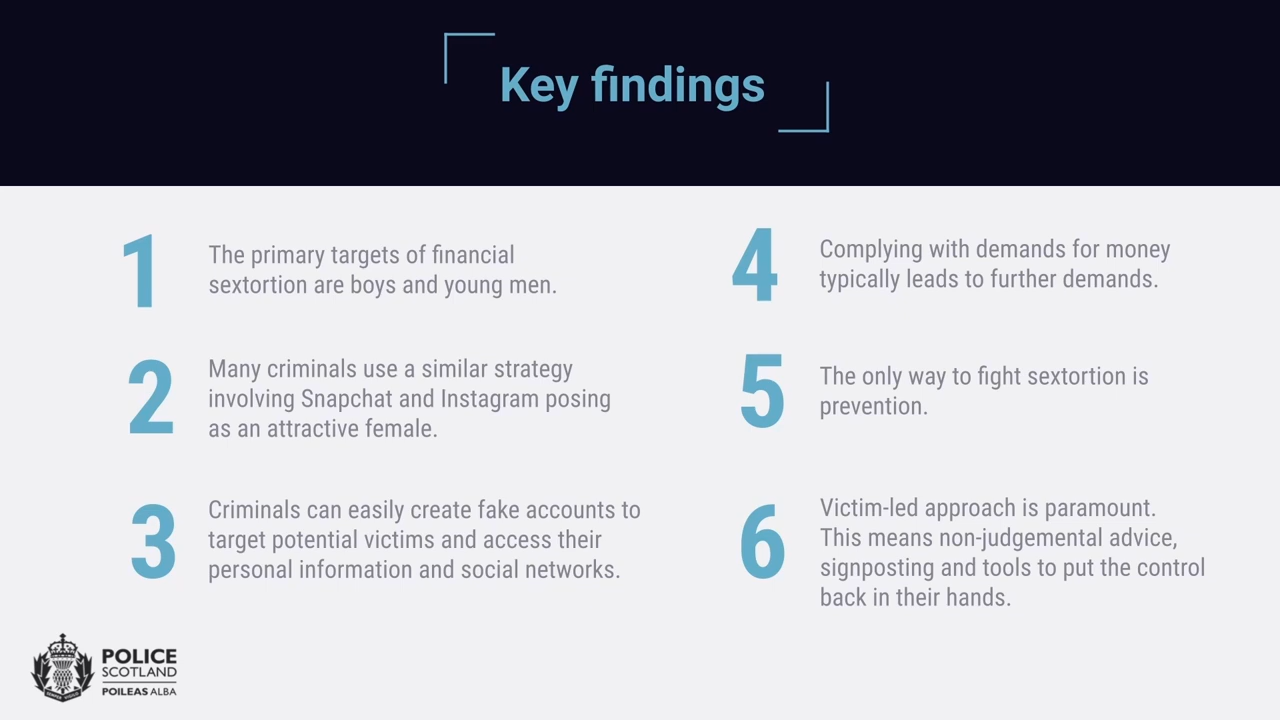 Key findings
1
The primary targets of financial
sextortion are boys and young men.
2
Many criminals use a similar strategy
involving Snapchat and Instagram posing
as an attractive female.
3
Criminals can easily create fake accounts to
target potential victims and access their
personal information and social networks.
4
Complying with demands for money
typically leads to further demands.
5
The only way to fight sextortion is
prevention.
6
Victim-led approach is paramount.
This means non-judgemental advice,
signposting and tools to put the control
back in their hands.
POLICE
SCOTLAND
POILEAS ALBA